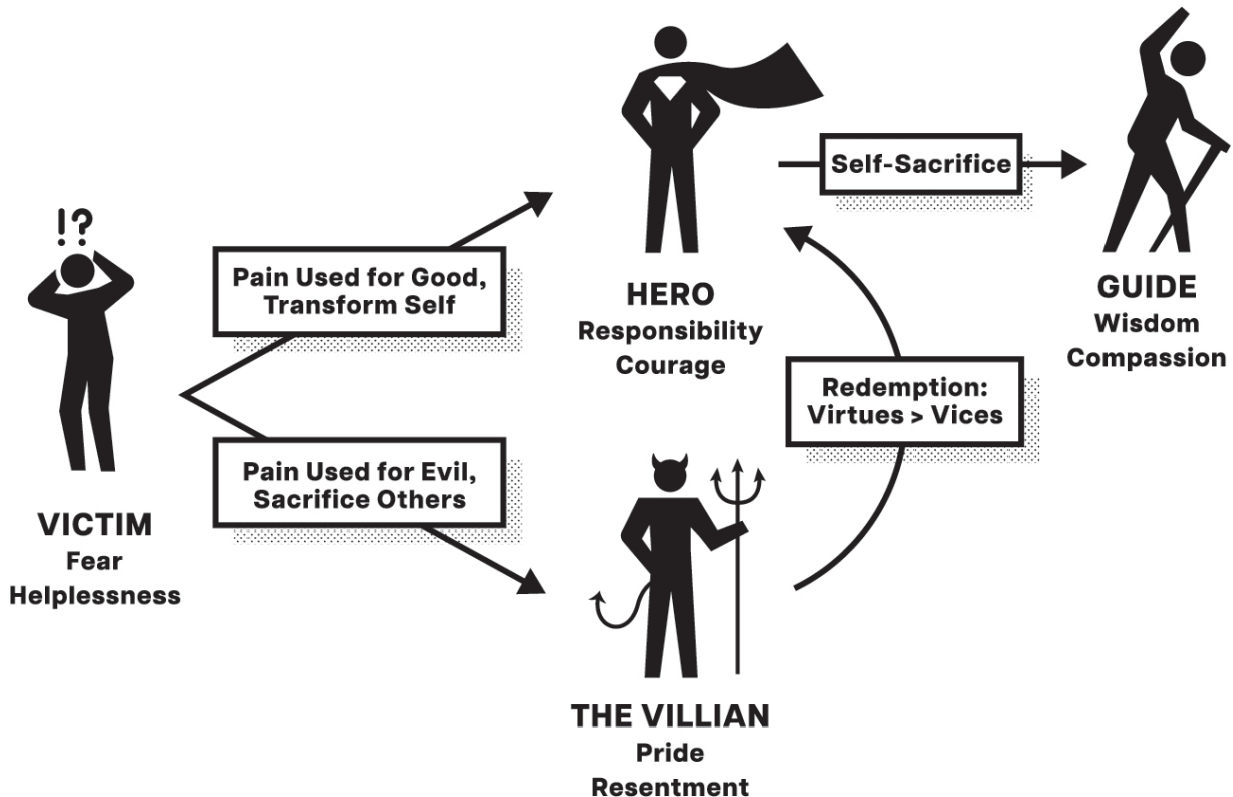 !?
VICTIM
Fear
Helplessness
Pain Used for Good,
Transform Self
Pain Used for Evil,
Sacrifice Others
HERO
Responsibility
Courage
THE VILLIAN
Pride
Resentment
Redemption:
Virtues > Vices
Self-Sacrifice
GUIDE
Wisdom
Compassion